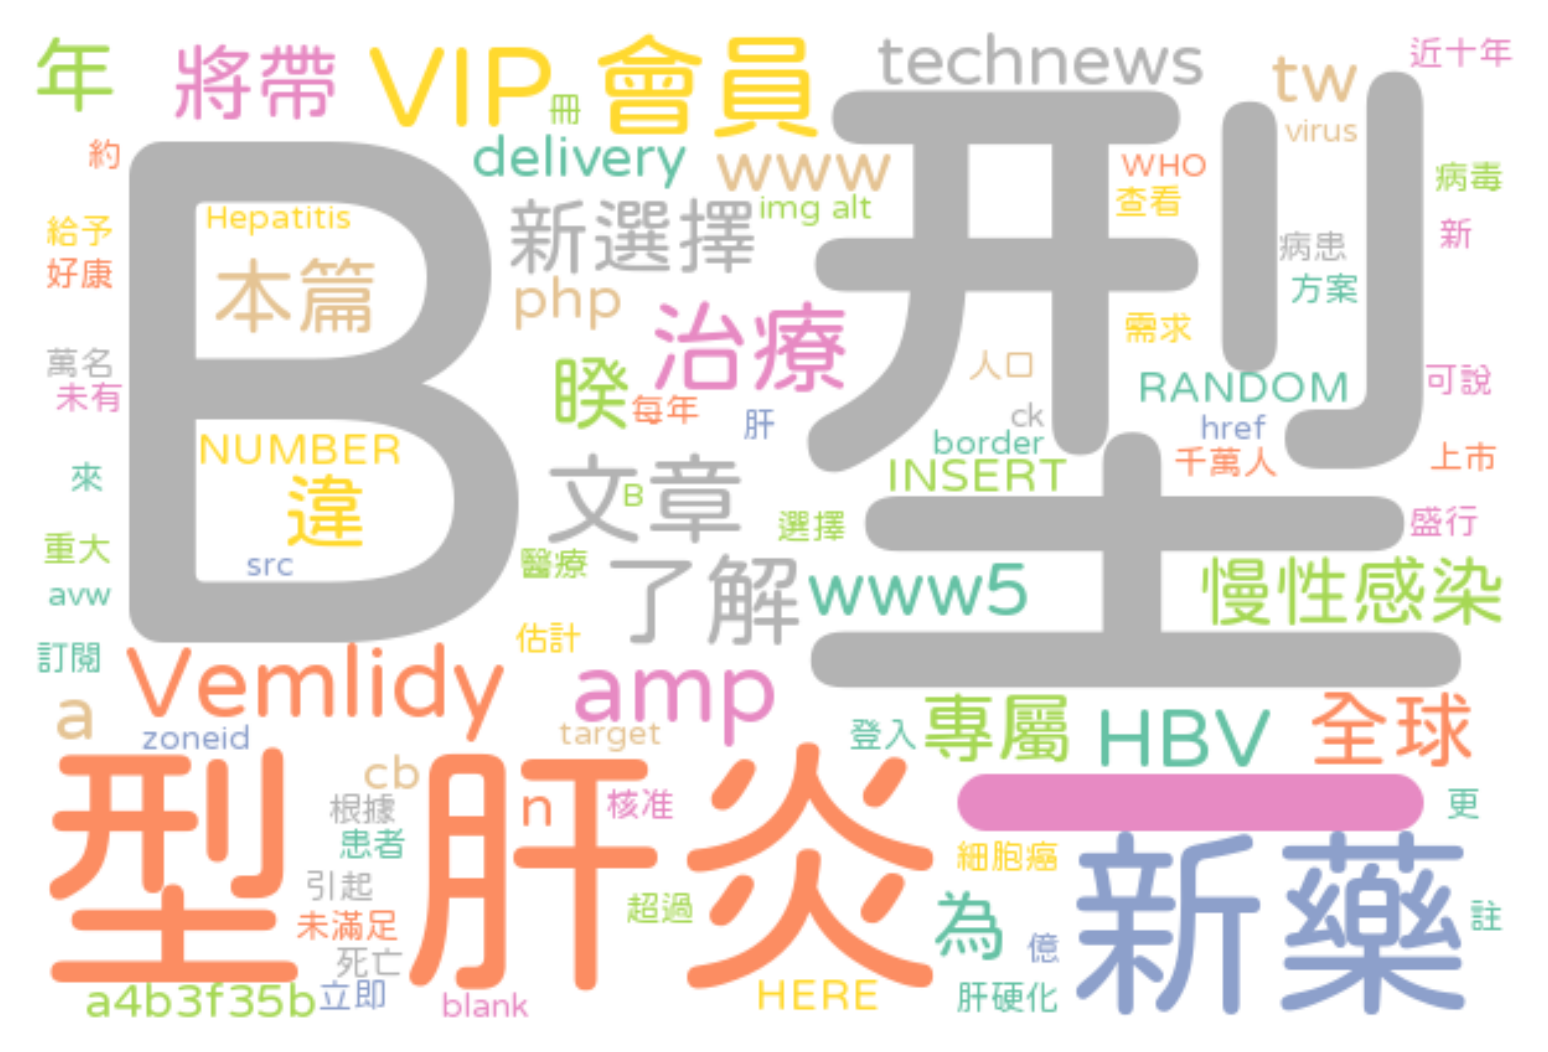 年
將帶
VIP
冊
會員
technews
tw
近十年
virus
約
delivery
www
WHO
病毒
img alt
查看
給予
Hepatitis
新選擇
新
病患
好康
本篇
php
方案
B
型
治療
需求
萬名
睽
人口
RANDOM
可說
未有
每年
肝
ck
href
NUMBER
border
千萬人
上市
來
文章
B
INSERT
違
選擇
盛行
重大
src
醫療
了解
www5
慢性感染
avw
估計
訂閱
Vemlidy
amp
a
zoneid
target
登入
專屬
HBV
全球
型
肝炎
cb
n
核准
一
更
根據
患者
細胞癌
新藥
引起
超過
為
註
未滿足
億
死亡
a4b3f35b
立即
blank
HERE
肝硬化